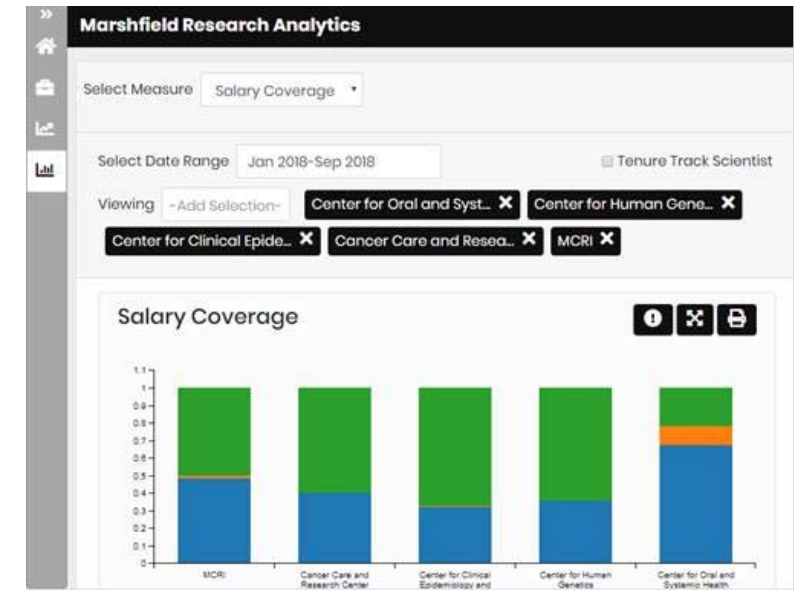 Marshfield Research Analytics
Select Measure Salary Coverage
Select Date Range Jan 2018-Sep 2018 Tenure Track Scientist
Viewing -Add Selection- Center for Oral and Syst... X Center for Human Gene... X
Center for Clinical Epide... X Cancer Care and Resea... X MCRI X
Salary Coverage
1.1
1
0.9
0.8
0.7
0.6
0.5
0.4
0.3
0.2
0.1
0
MCRI Cancer Care and Center for Clinical Center for Human Center for Oral and
Research Center Epidemiology and Genetics Systemic Health